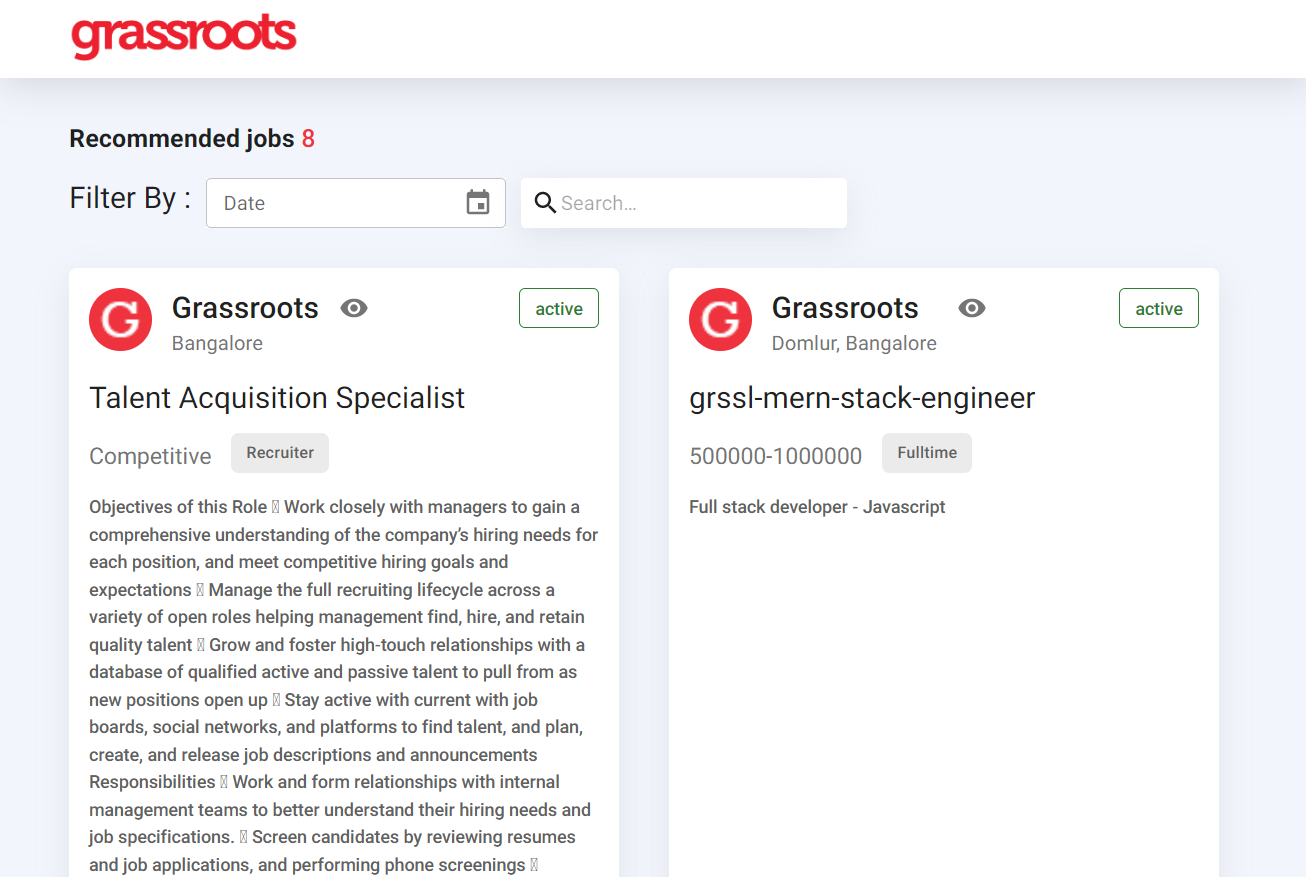 grassroots
Recommended jobs 8
Filter By :
Date
Search...
G
Grassroots
active
Bangalore
Talent Acquisition Specialist
Competitive
Recruiter
Objectives of this Role  Work closely with managers to gain a
comprehensive understanding of the company’s hiring needs for
each position, and meet competitive hiring goals and
expectations  Manage the full recruiting lifecycle across a
variety of open roles helping management find, hire, and retain
quality talent  Grow and foster high-touch relationships with a
database of qualified active and passive talent to pull from as
new positions open up  Stay active with current with job
boards, social networks, and platforms to find talent, and plan,
create, and release job descriptions and announcements
Responsibilities  Work and form relationships with internal
management teams to better understand their hiring needs and
job specifications.  Screen candidates by reviewing resumes
and job applications, and performing phone screenings 
G
Grassroots
active
Domlur, Bangalore
grssl-mern-stack-engineer
500000-1000000
Fulltime
Full stack developer - Javascript